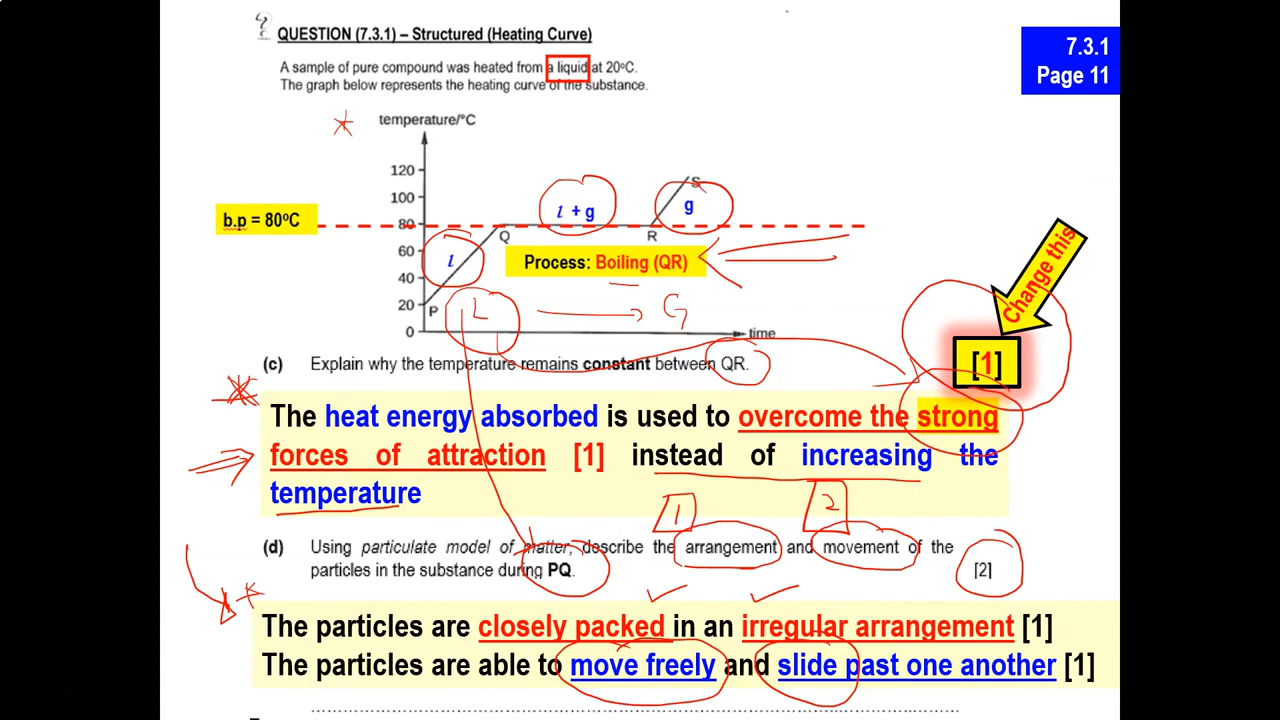 QUESTION (7.3.1) – Structured (Heating Curve)
7.3.1
Page 11
A sample of pure compound was heated from a liquid at 20°C.
The graph below represents the heating curve of the substance.
temperature/°C
120
100
80
60
40
20
0
b.p = 80°C
l
l + g
g
P
Q
R
S
Process: Boiling (QR)
L → G
time
Change this
(c) Explain why the temperature remains constant between QR.
[1]
The heat energy absorbed is used to overcome the strong
forces of attraction [1] instead of increasing the
temperature
1
2
(d) Using particulate model of matter, describe the arrangement and movement of the
particles in the substance during PQ.
[2]
The particles are closely packed in an irregular arrangement [1]
The particles are able to move freely and slide past one another [1]